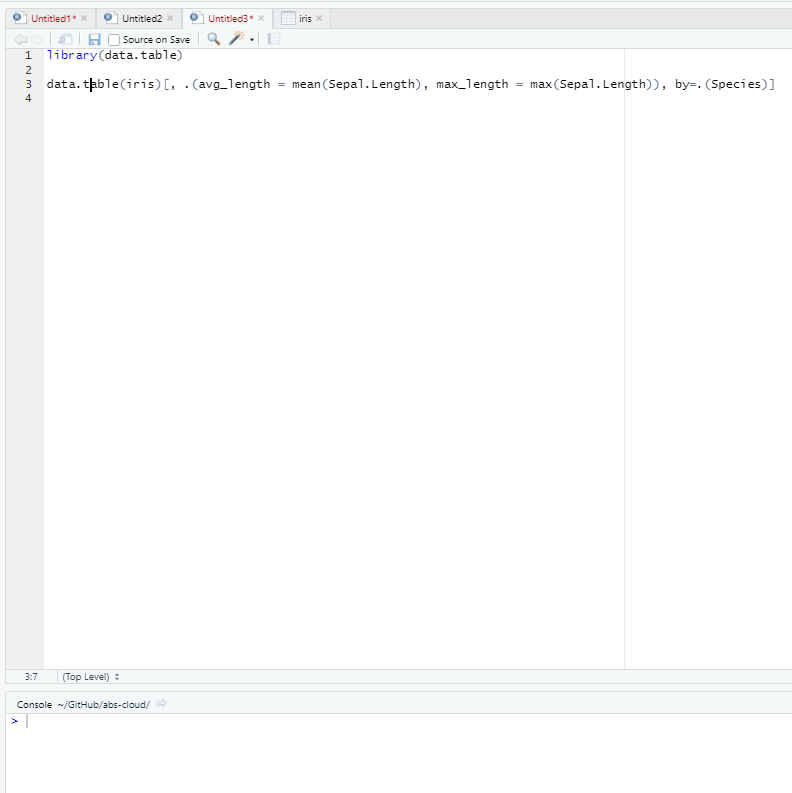 Untitled1* × Untitled2 × Untitled3* × iris ×
Source on Save
1 library(data.table)
2
3 data.table(iris)[, .(avg_length = mean(Sepal.Length), max_length = max(Sepal.Length)), by=.(Species)]
4
3:7 (Top Level)
Console ~/GitHub/abs-cloud/
>